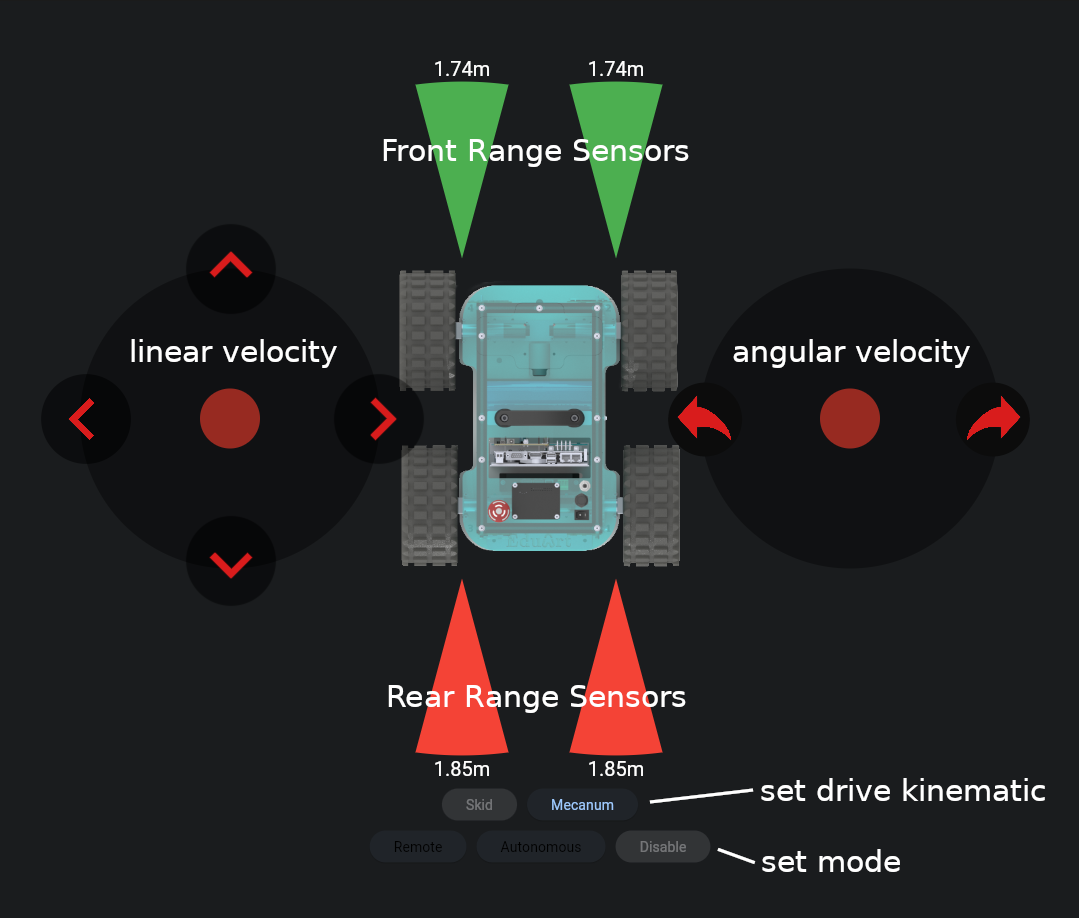 1.74m 1.74m
Front Range Sensors
linear velocity
angular velocity
Rear Range Sensors
1.85m 1.85m
Skid Mecanum
set drive kinematic
Remote Autonomous Disable
set mode